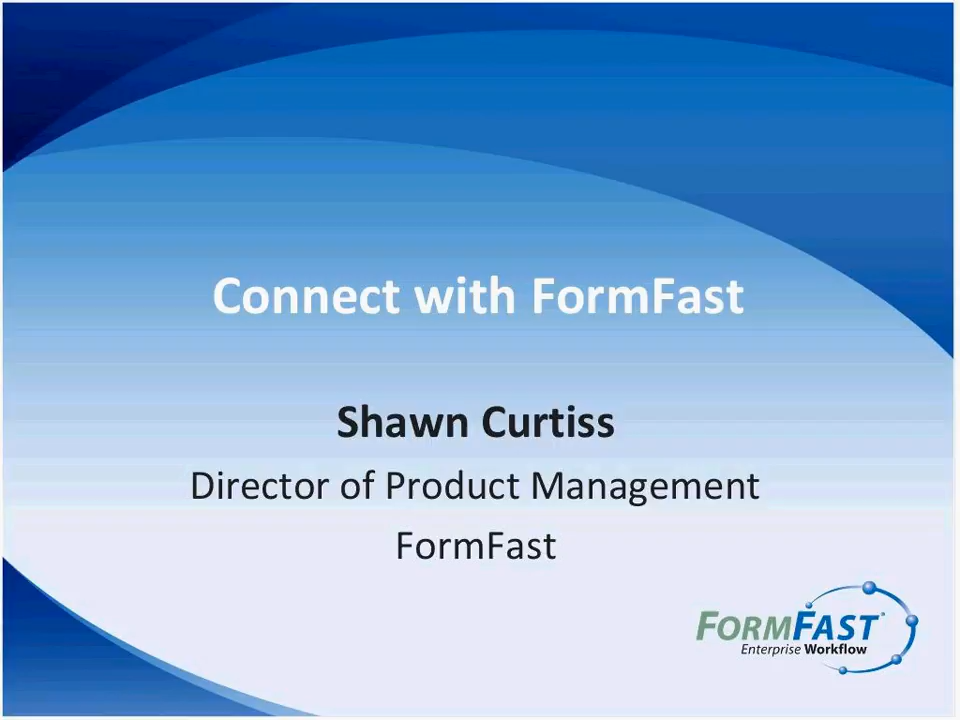 Connect with FormFast
Shawn Curtiss
Director of Product Management
FormFast
FORMFAST
Enterprise Workflow